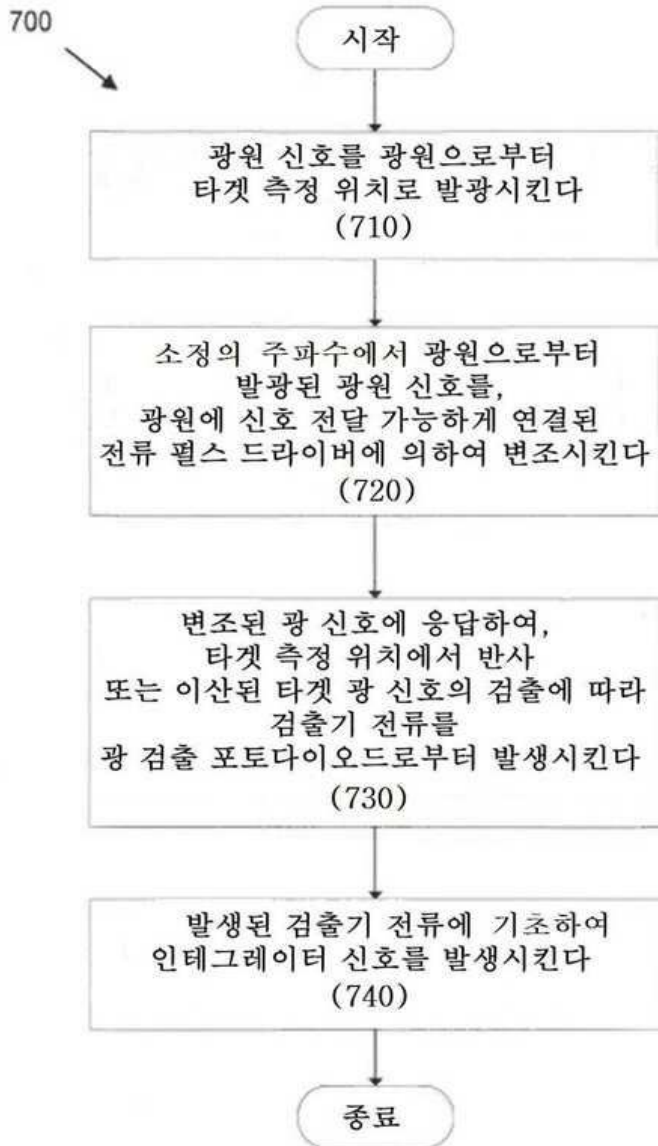 700
시작
광원 신호를 광원으로부터
타겟 측정 위치로 발광시킨다
(710)
소정의 주파수에서 광원으로부터
발광된 광원 신호를,
광원에 신호 전달 가능하게 연결된
전류 펄스 드라이버에 의하여 변조시킨다
(720)
변조된 광 신호에 응답하여,
타겟 측정 위치에서 반사
또는 이산된 타겟 광 신호의 검출에 따라
검출기 전류를
광 검출 포토다이오드로부터 발생시킨다
(730)
발생된 검출기 전류에 기초하여
인테그레이터 신호를 발생시킨다
(740)
종료